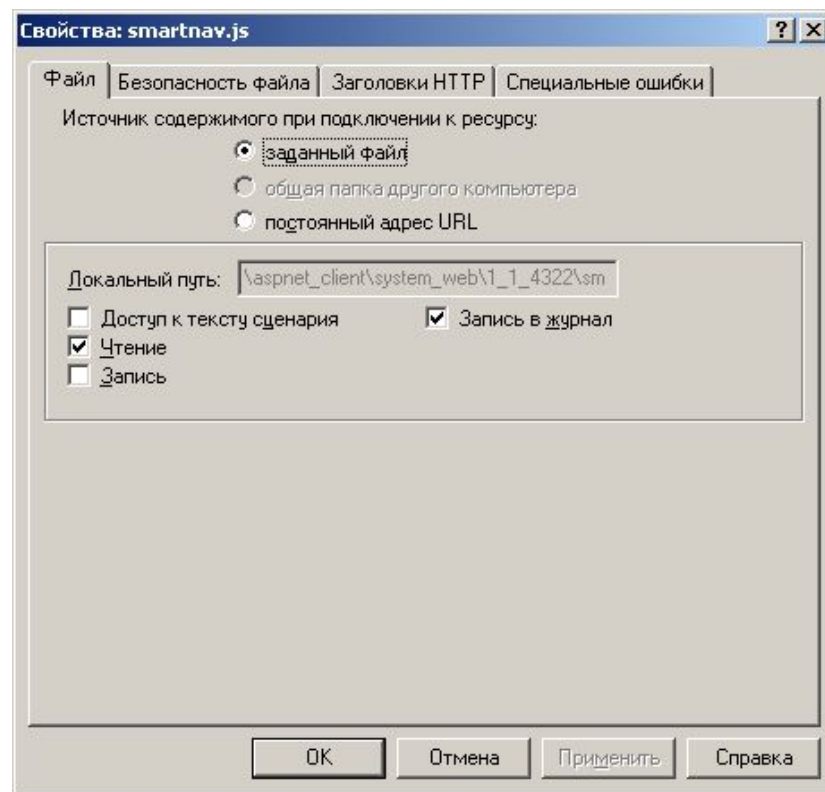 Свойства: smartnav.js
Файл Безопасность файла Заголовки HTTP Специальные ошибки
Источник содержимого при подключении к ресурсу:
заданный файл
общая папка другого компьютера
постоянный адрес URL
Локальный путь: \aspnet_client\system_web\1_1_4322\sm
Доступ к тексту сценария Запись в журнал
Чтение
Запись
OK Отмена Применить Справка